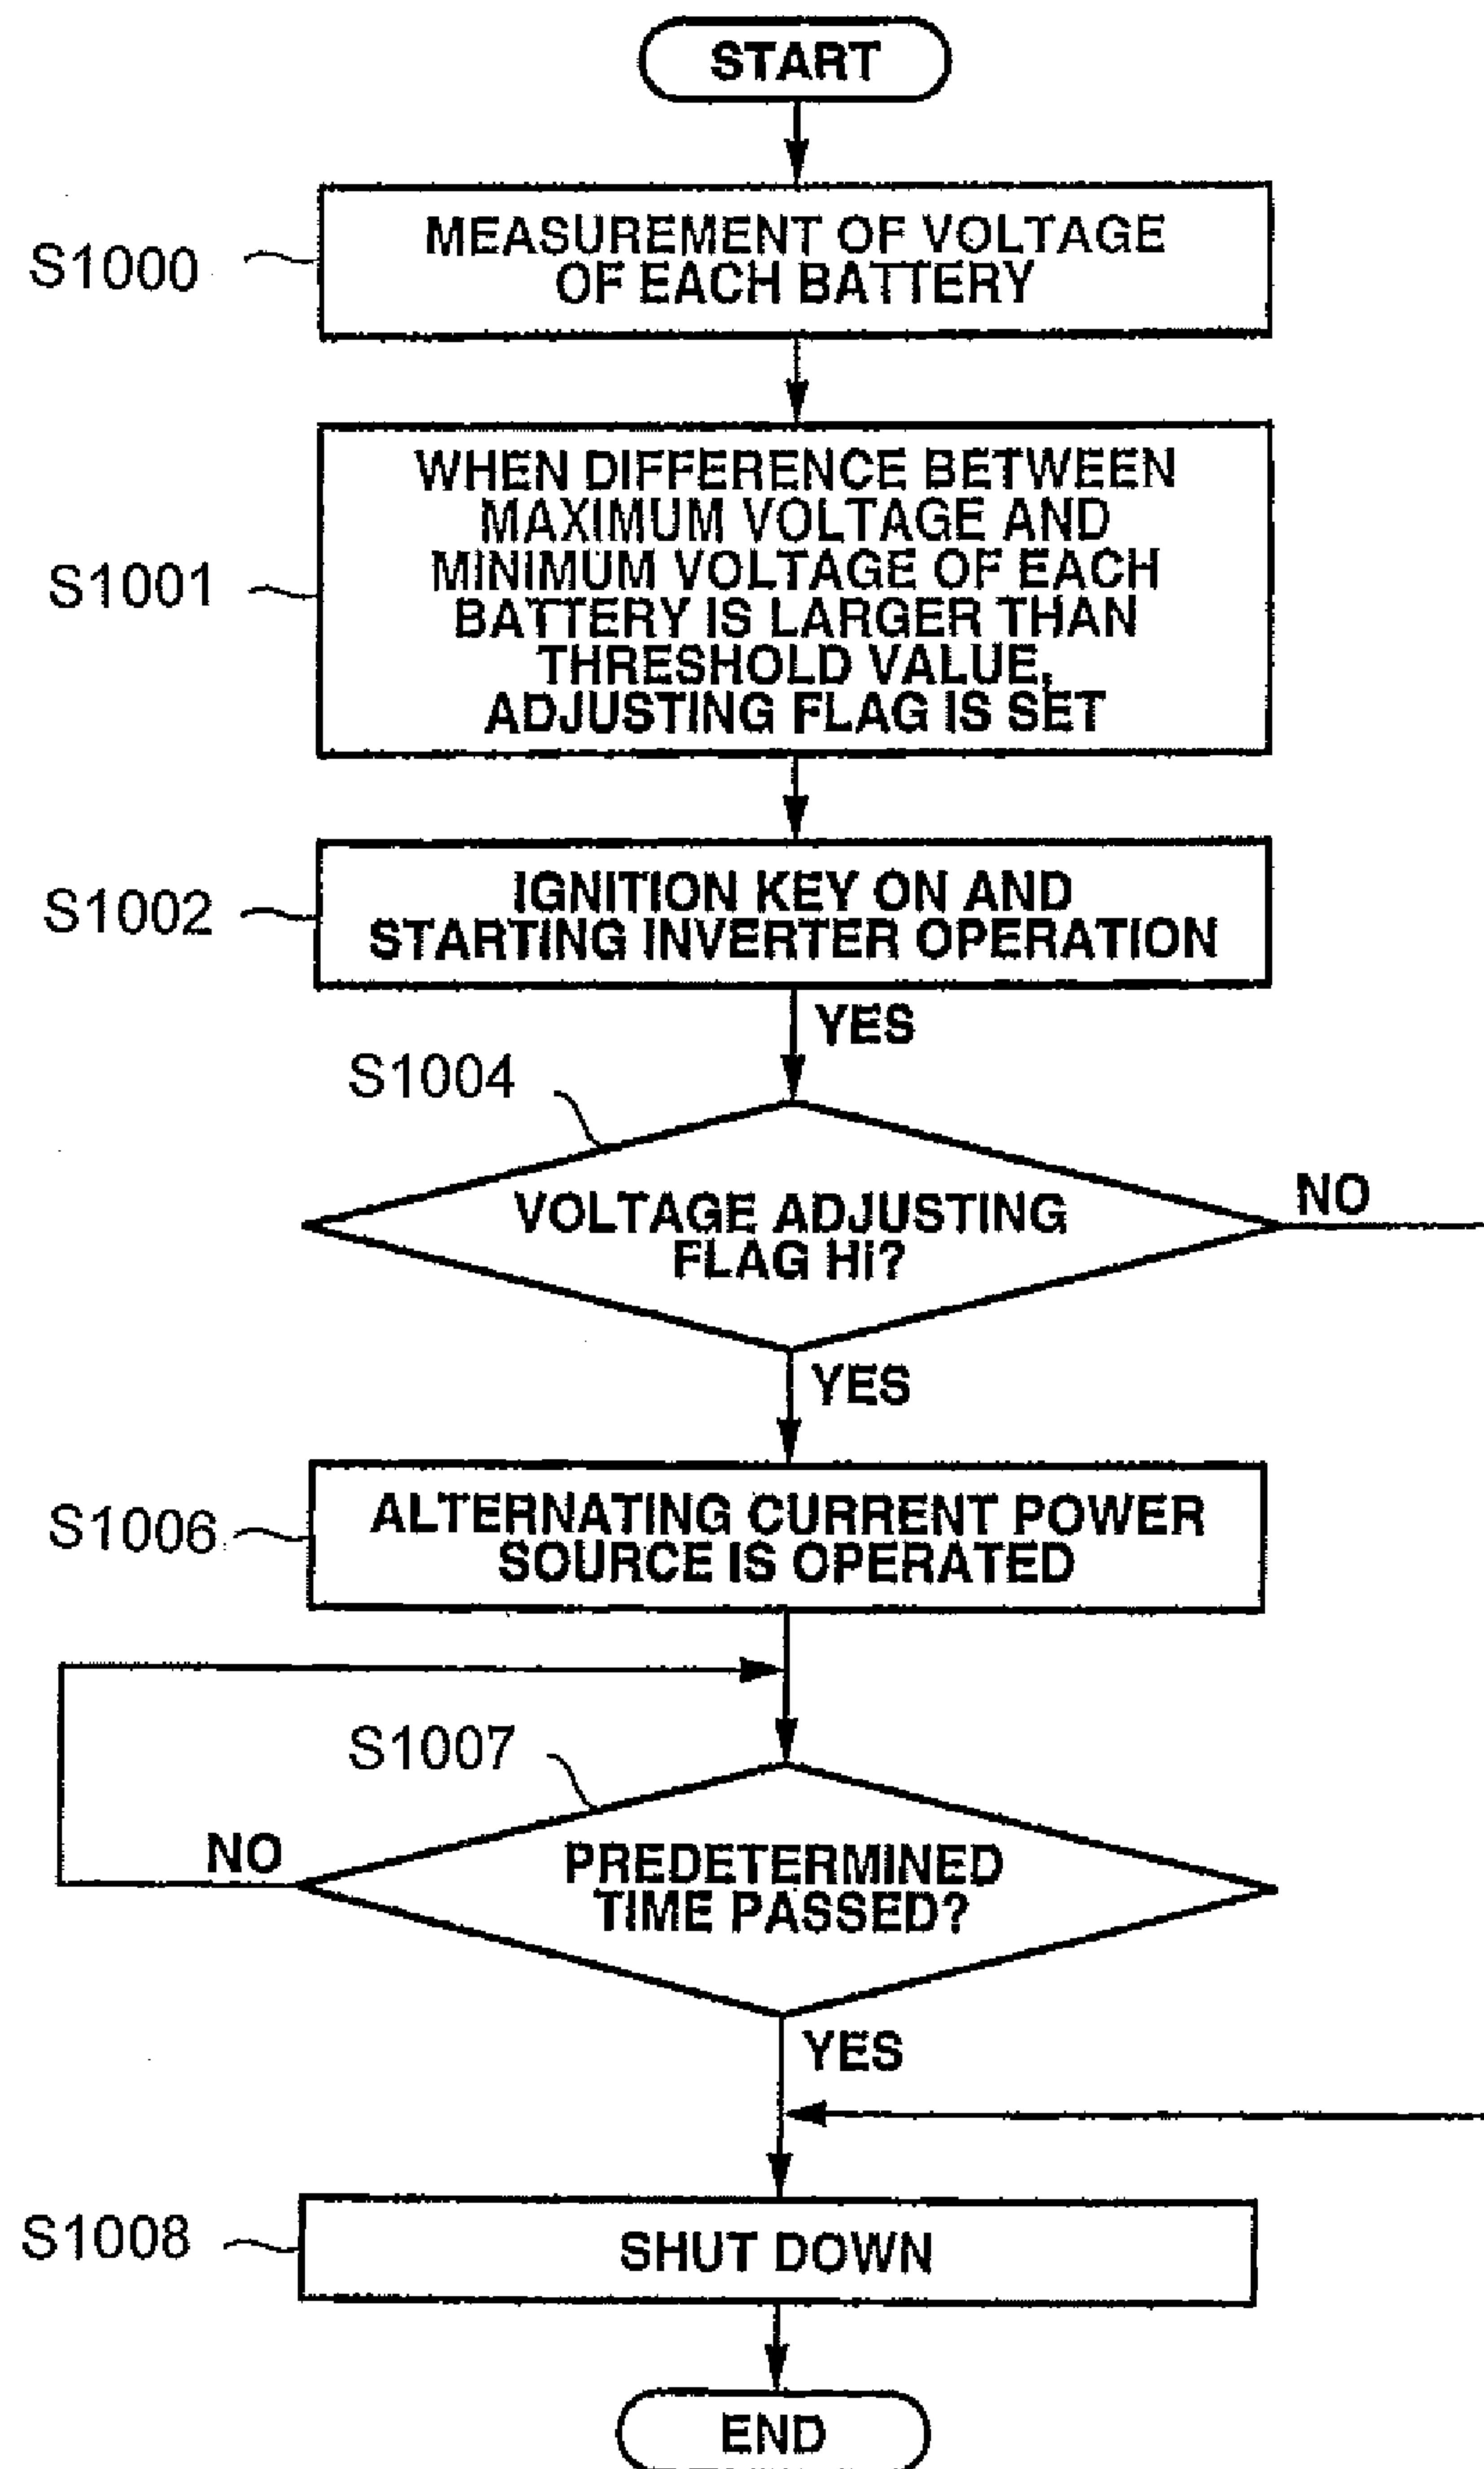 START
S1000
MEASUREMENT OF VOLTAGE
OF EACH BATTERY
S1001
WHEN DIFFERENCE BETWEEN
MAXIMUM VOLTAGE AND
MINIMUM VOLTAGE OF EACH
BATTERY IS LARGER THAN
THRESHOLD VALUE,
ADJUSTING FLAG IS SET
S1002
IGNITION KEY ON AND
STARTING INVERTER OPERATION
YES
S1004
VOLTAGE ADJUSTING
FLAG Hi?
NO
YES
S1006
ALTERNATING CURRENT POWER
SOURCE IS OPERATED
S1007
NO
PREDETERMINED
TIME PASSED?
YES
S1008
SHUT DOWN
END